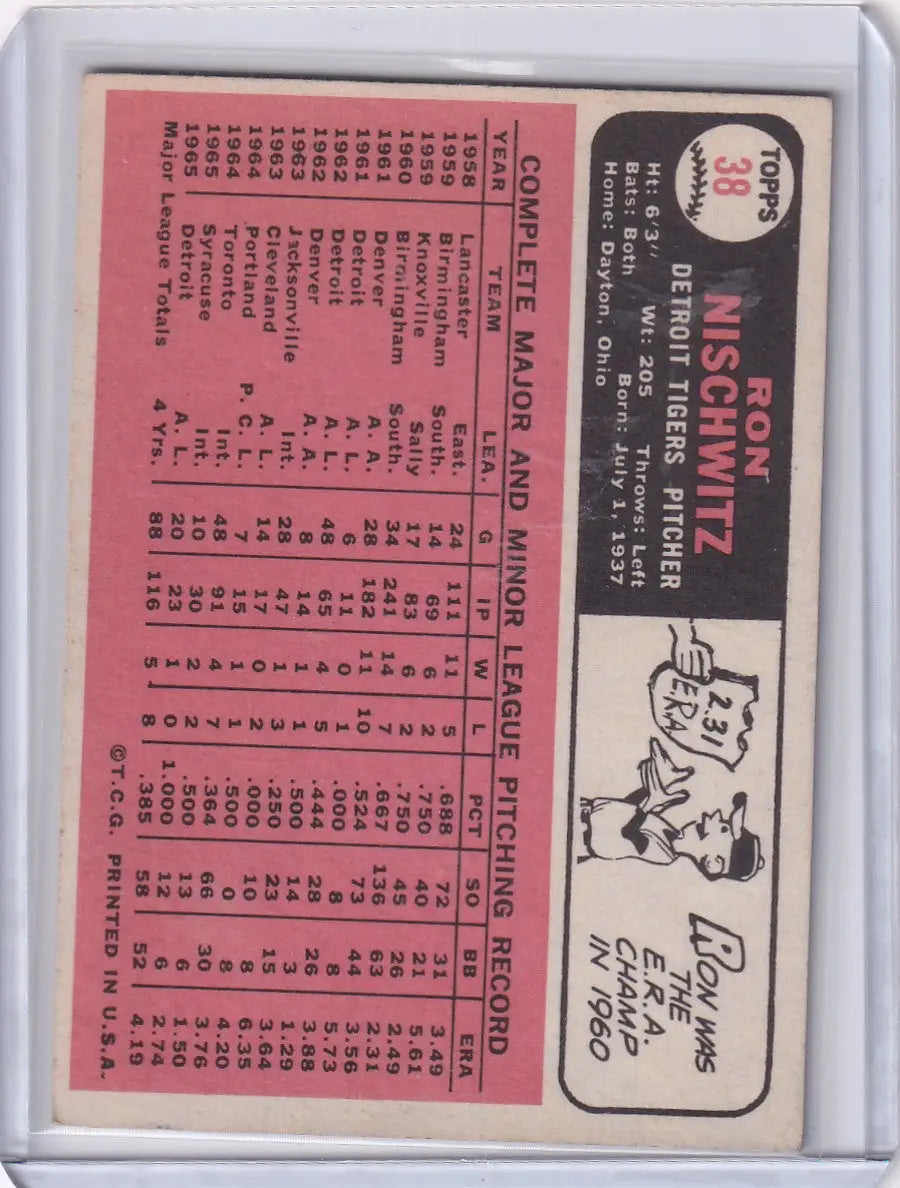 TOPPS
38
RON
NISCHWITZ
DETROIT TIGERS PITCHER
Ht: 6'3" Wt: 205 Throws: Left
Bats: Both Born: July 1, 1937
Home: Dayton, Ohio
2.31
E.R.A
RON WAS
THE
E.R.A.
CHAMP
IN 1960
COMPLETE MAJOR AND MINOR LEAGUE PITCHING RECORD
YEAR TEAM LEA. G IP W L PCT SO BB ERA
1958 Lancaster East. 24 111 11 5 .688 72 31 3.49
1959 Birmingham South. 14 69 6 2 .750 40 21 5.61
1959 Knoxville Sally 17 83 6 2 .750 45 26 2.49
1960 Birmingham South. 34 241 14 7 .667 136 63 2.31
1961 Denver A. A. 28 182 11 10 .524 73 44 3.56
1961 Detroit A. L. 6 11 0 1 .000 8 8 5.73
1962 Detroit A. L. 48 65 4 5 .444 28 26 3.88
1962 Denver A. A. 8 14 1 1 .500 14 3 1.29
1963 Jacksonville Int. 28 47 1 3 .250 23 15 3.64
1963 Cleveland A. L. 14 17 0 2 .000 10 8 6.35
1964 Portland P. C. L. 7 15 1 1 .500 0 8 4.20
1964 Toronto Int. 48 91 4 7 .364 66 30 3.76
1965 Syracuse Int. 10 30 2 2 .500 13 6 1.50
1965 Detroit A. L. 20 23 1 0 1.000 12 6 2.74
Major League Totals 4 Yrs. 88 116 5 8 .385 58 52 4.19
©T.C.G. PRINTED IN U.S.A.